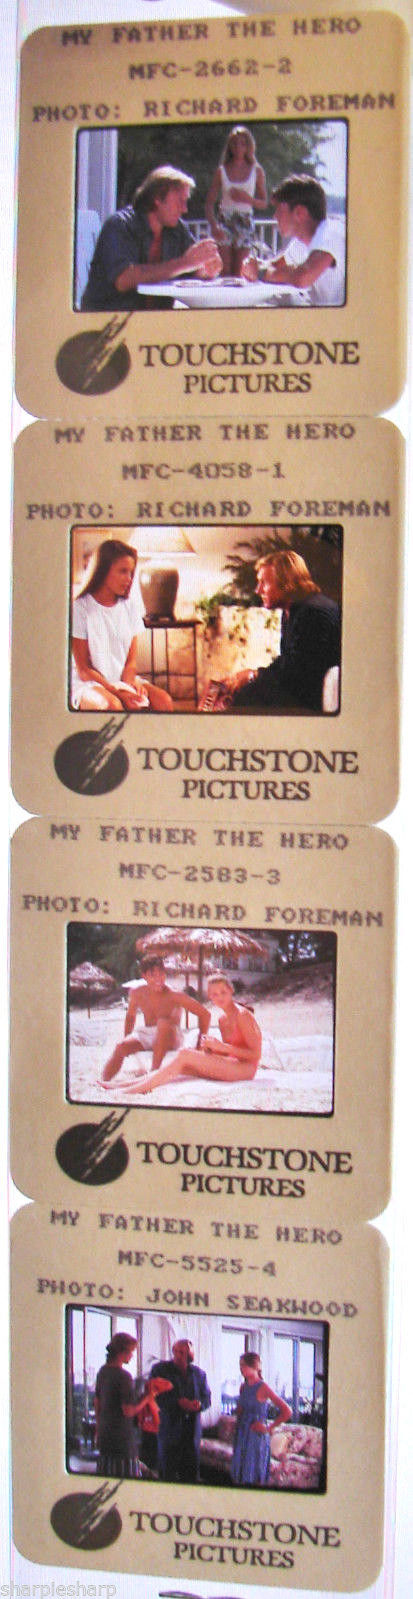 MY FATHER THE HERO
MFC-2662-2
PHOTO: RICHARD FOREMAN
TOUCHSTONE
PICTURES
MY FATHER THE HERO
MFC-4058-1
PHOTO: RICHARD FOREMAN
TOUCHSTONE
PICTURES
MY FATHER THE HERO
MFC-2583-3
PHOTO: RICHARD FOREMAN
TOUCHSTONE
PICTURES
MY FATHER THE HERO
MFC-5525-4
PHOTO: JOHN SEAKWOOD
TOUCHSTONE
PICTURES
sharplesharp